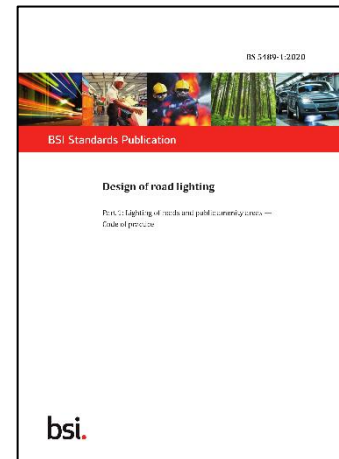 BS 5489-1:2020
BSI Standards Publication
Design of road lighting
Part 1: Lighting of roads and public amenity areas —
Code of practice
bsi.